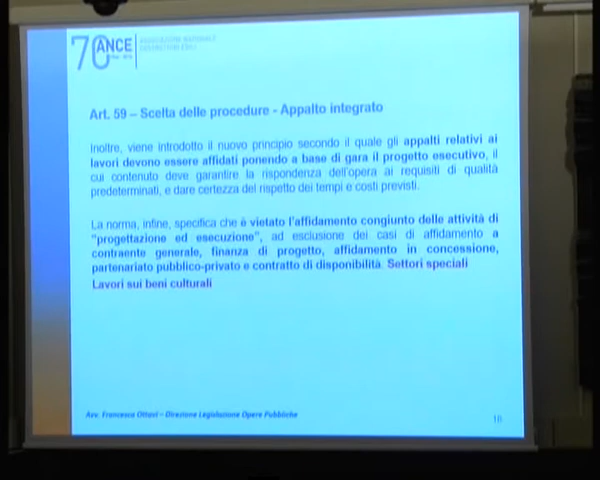 70 ANCE ASSOCIAZIONE NAZIONALE
COSTRUTTORI EDILI
Art. 59 – Scelta delle procedure - Appalto integrato
Inoltre, viene introdotto il nuovo principio secondo il quale gli appalti relativi ai
lavori devono essere affidati ponendo a base di gara il progetto esecutivo, il
cui contenuto deve garantire la rispondenza dell'opera ai requisiti di qualità
predeterminati, e dare certezza del rispetto dei tempi e costi previsti.
La norma, infine, specifica che è vietato l'affidamento congiunto delle attività di
"progettazione ed esecuzione", ad esclusione dei casi di affidamento a
contraente generale, finanza di progetto, affidamento in concessione,
partenariato pubblico-privato e contratto di disponibilità. Settori speciali
Lavori sui beni culturali
Avv. Francesca Ottavi – Direzione Legislazione Opere Pubbliche
16